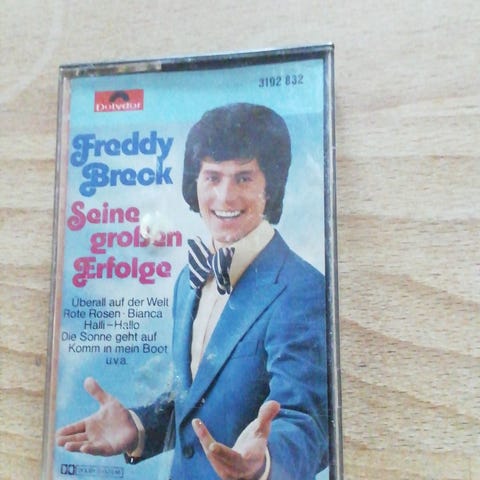 3192 832
Polydor
Freddy
Breck
Seine
großen
Erfolge
Überall auf der Welt
Rote Rosen · Bianca
Halli-Hallo
Die Sonne geht auf
Komm in mein Boot
u.v.a.